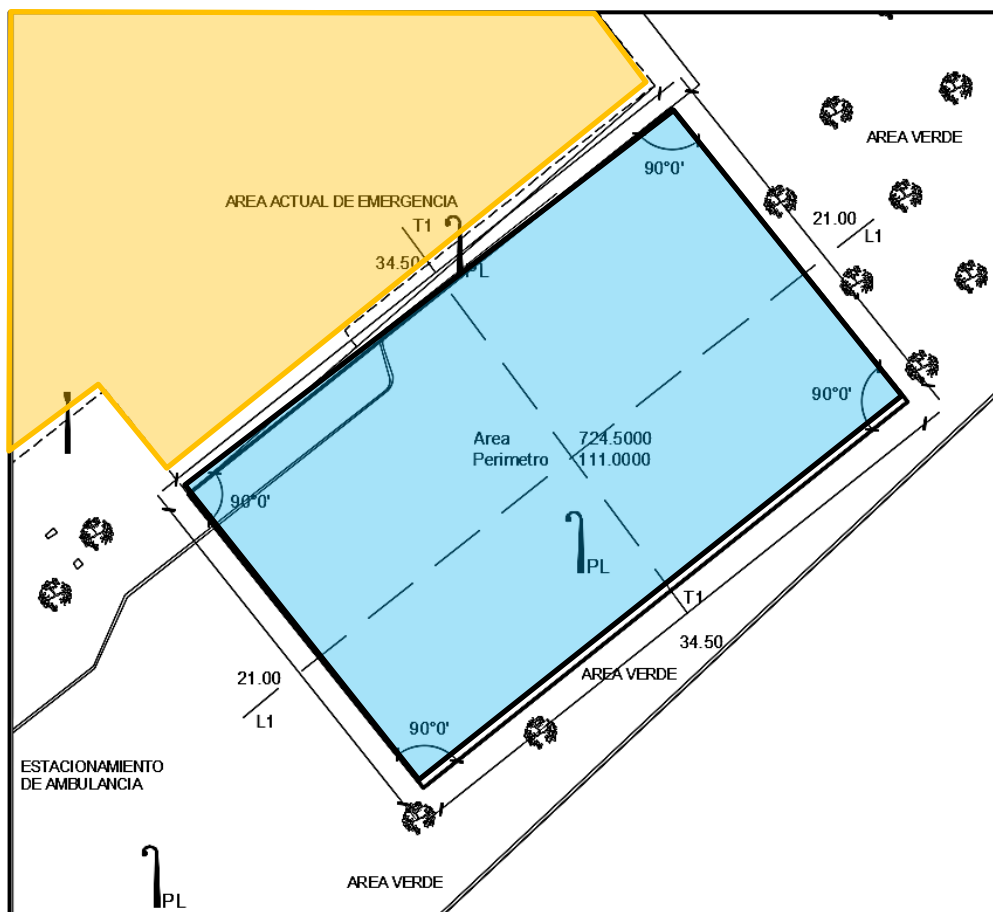 AREA VERDE
90°0'
AREA ACTUAL DE EMERGENCIA
T1
21.00
L1
34.50
PL
90°0'
Area 724.5000
Perimetro 111.0000
90°0'
PL
T1
34.50
AREA VERDE
21.00
L1
90°0'
ESTACIONAMIENTO
DE AMBULANCIA
AREA VERDE
PL